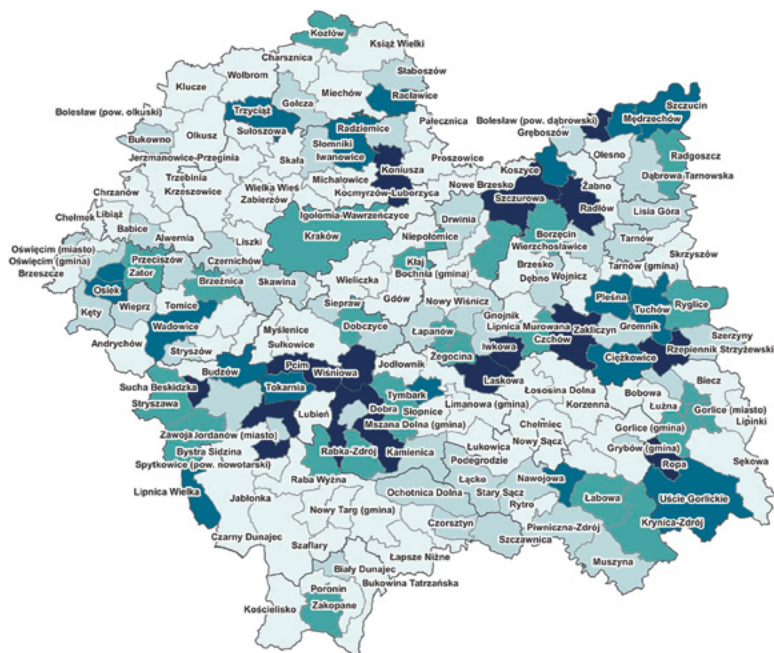 Kozłów
Książ Wielki
Charsznica
Słaboszów
Wolbrom
Klucze
Miechów
Racławice
Szczucin
Gołcza
Trzyciąż
Bolesław (pow. olkuski)
Bolesław (pow. dąbrowski)
Mędrzechów
Pałecznica
Gręboszów
Radziemice
Olkusz
Sułoszowa
Bukowno
Słomniki
Radgoszcz
Olesno
Jerzmanowice-Przeginia
Skała
Iwanowice
Proszowice
Koniusza
Koszyce
Dąbrowa Tarnowska
Trzebinia
Michałowice
Wielka Wieś
Nowe Brzesko
Żabno
Chrzanów
Krzeszowice
Kocmyrzów-Luborzyca
Zabierzów
Szczurowa
Radłów
Chełmek
Libiąż
Igołomia-Wawrzeńczyce
Drwinia
Lisia Góra
Babice
Borzęcin
Alwernia
Kraków
Niepołomice
Wierzchosławice
Oświęcim (miasto)
Liszki
Tarnów
Przeciszów
Skrzyszów
Oświęcim (gmina)
Czernichów
Kłaj
Brzesko
Wojnicz
Tarnów (gmina)
Brzeszcze
Zator
Bochnia (gmina)
Dębno
Osiek
Brzeźnica
Skawina
Wieliczka
Pleśna
Gdów
Nowy Wiśnicz
Tuchów
Ryglice
Kęty
Wieprz
Tomice
Siepraw
Gnojnik
Wadowice
Dobczyce
Łapanów
Lipnica Murowana
Zakliczyn
Gromnik
Myślenice
Czchów
Szerzyny
Andrychów
Stryszów
Sułkowice
Iwkowa
Rzepiennik Strzyżewski
Żegocina
Ciężkowice
Pcim
Budzów
Wiśniowa
Jodłownik
Laskowa
Biecz
Sucha Beskidzka
Tokarnia
Tymbark
Łososina Dolna
Bobowa
Stryszawa
Limanowa (gmina)
Korzenna
Łużna
Dobra
Słopnice
Gorlice (miasto)
Lubień
Lipinki
Mszana Dolna (gmina)
Chełmiec
Zawoja
Jordanów (miasto)
Gorlice (gmina)
Łukowica
Nowy Sącz
Bystra Sidzina
Rabka-Zdrój
Kamienica
Grybów (gmina)
Podegrodzie
Ropa
Sękowa
Spytkowice (pow. nowotarski)
Raba Wyżna
Łącko
Nawojowa
Lipnica Wielka
Ochotnica Dolna
Stary Sącz
Łabowa
Uście Gorlickie
Jabłonka
Rytro
Nowy Targ (gmina)
Krynica-Zdrój
Czorsztyn
Piwniczna-Zdrój
Czarny Dunajec
Szczawnica
Szaflary
Łapsze Niżne
Muszyna
Biały Dunajec
Bukowina Tatrzańska
Poronin
Kościelisko
Zakopane